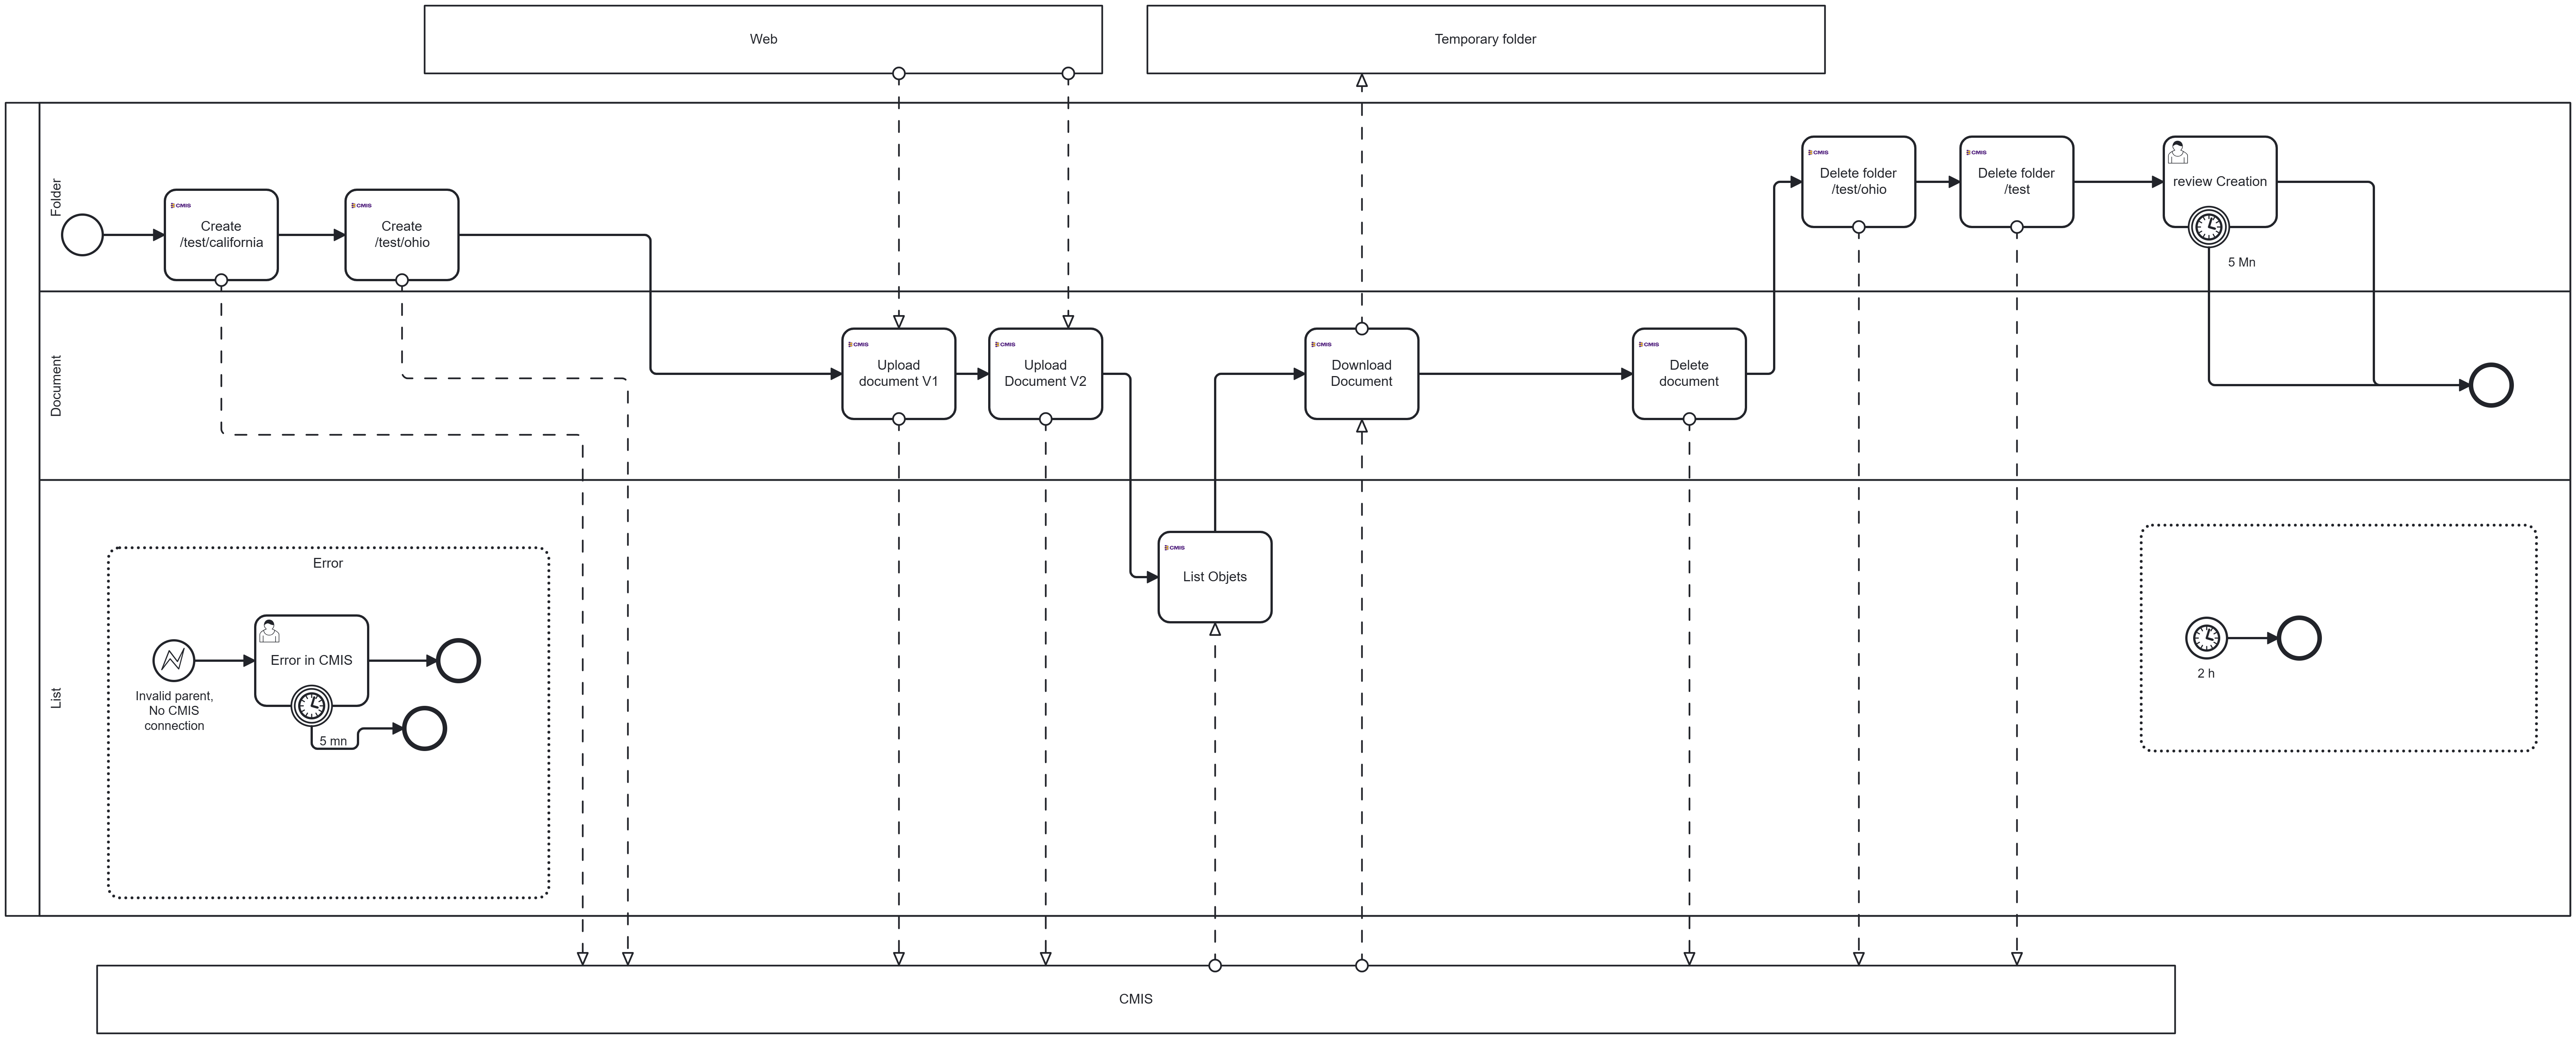 Web
Temporary folder
Folder
CMIS
Create
/test/california
CMIS
Create
/test/ohio
CMIS
Delete folder
/test/ohio
CMIS
Delete folder
/test
review Creation
5 Mn
Document
CMIS
Upload
document V1
CMIS
Upload
Document V2
CMIS
Download
Document
CMIS
Delete
document
List
Error
Invalid parent,
No CMIS
connection
Error in CMIS
5 mn
CMIS
List Objets
2 h
CMIS